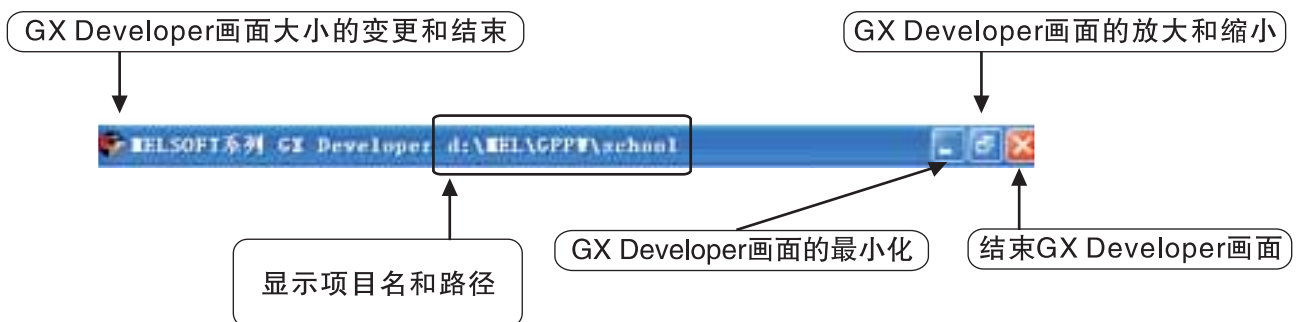 GX Developer画面大小的变更和结束
GX Developer画面的放大和缩小
MELSOFT系列 GX Developer d:\MEL\GPPW\school
GX Developer画面的最小化
结束GX Developer画面
显示项目名和路径